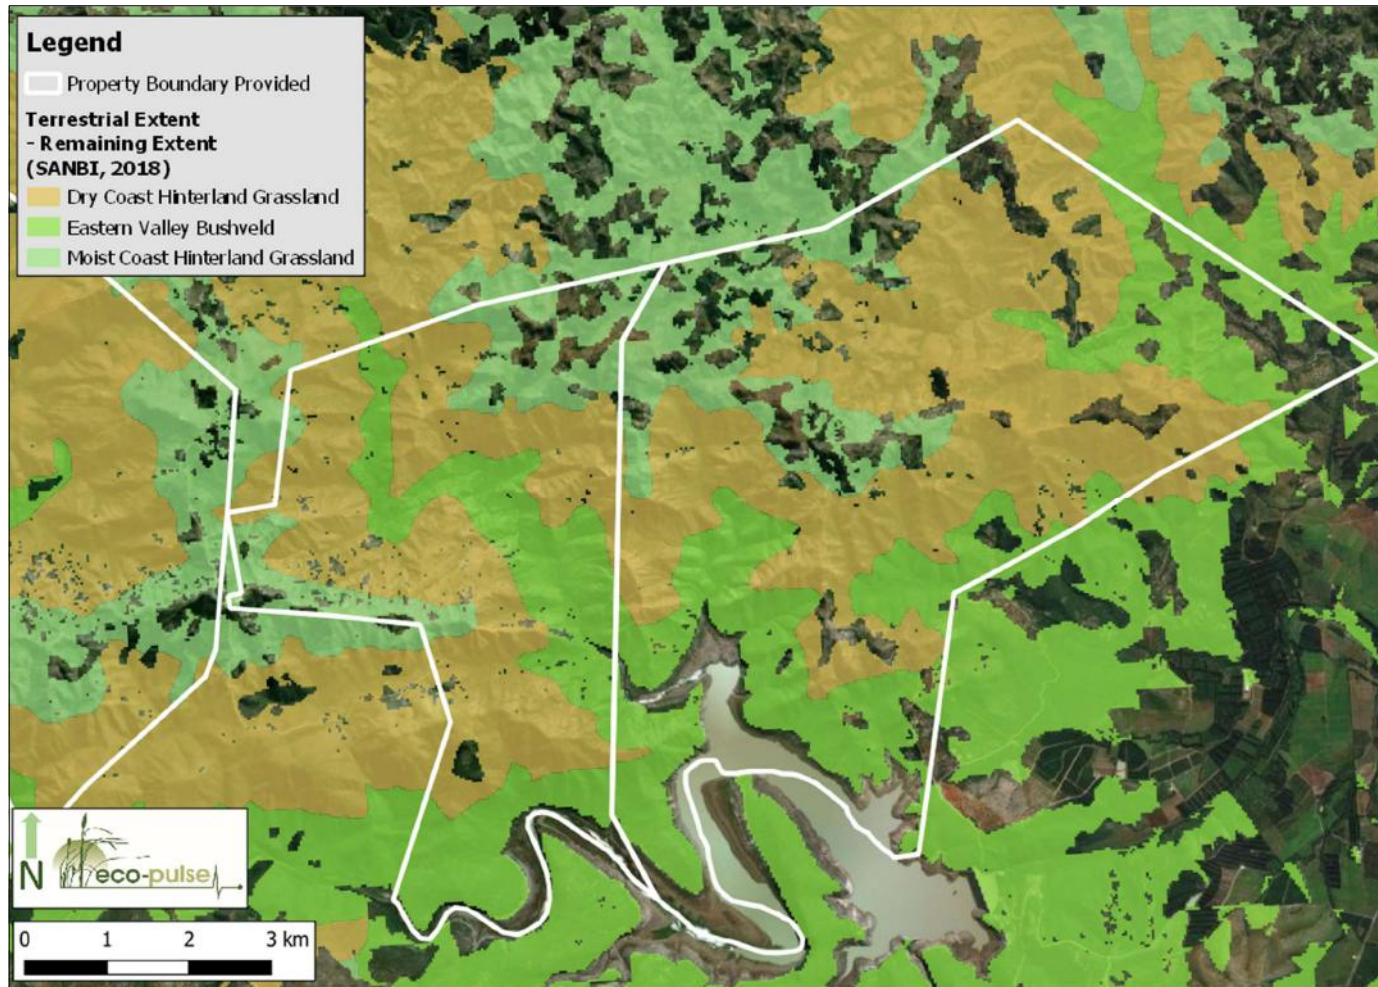 Legend
Property Boundary Provided
Terrestrial Extent
- Remaining Extent
(SANBI, 2018)
Dry Coast Hinterland Grassland
Eastern Valley Bushveld
Moist Coast Hinterland Grassland
N
eco-pulse
0 1 2 3 km